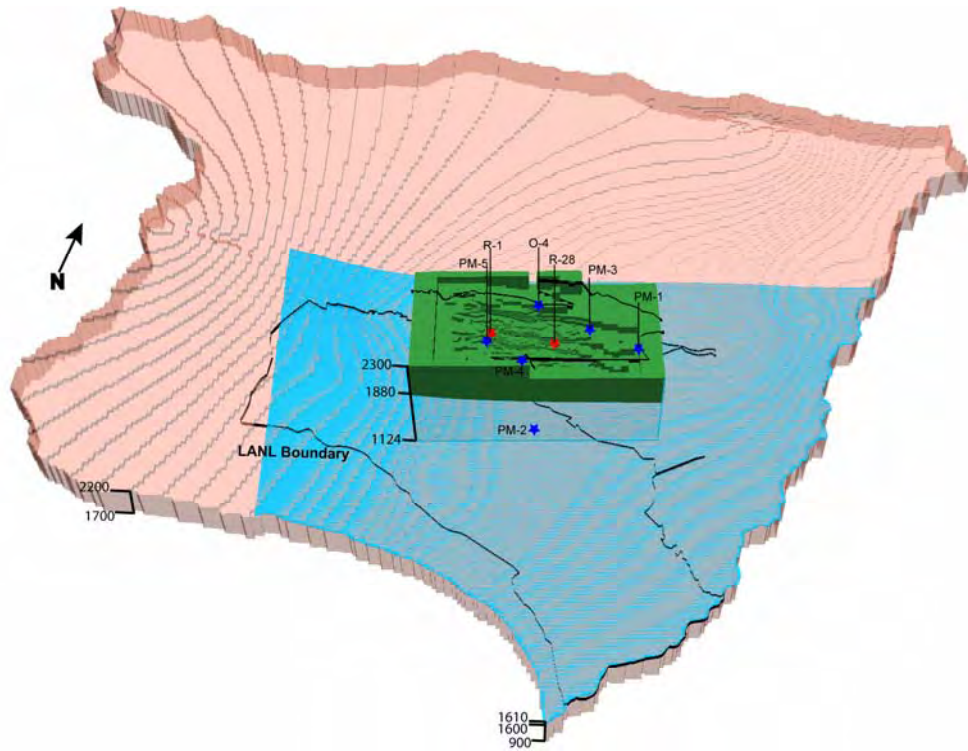 R-1
O-4
PM-5
R-28
PM-3
PM-1
N
2300
PM-4
1880
PM-2
1124
LANL Boundary
2200
1700
1610
1600
900